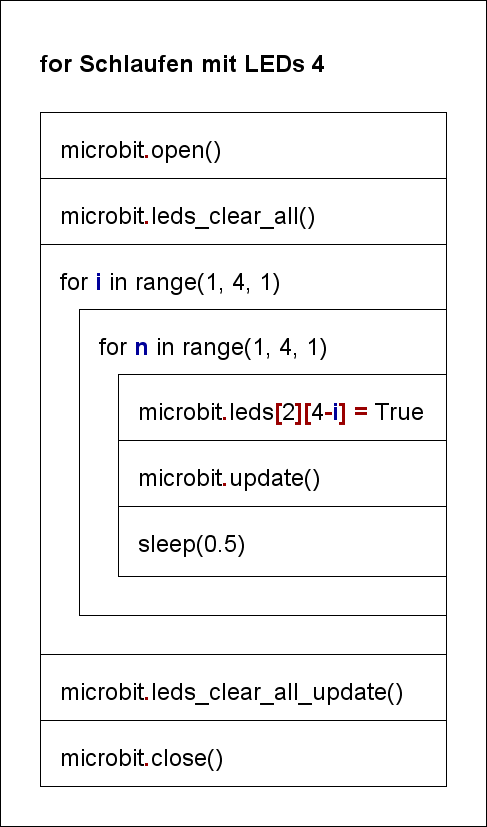 for Schlaufen mit LEDs 4
microbit.open()
microbit.leds_clear_all()
for i in range(1, 4, 1)
for n in range(1, 4, 1)
microbit.leds[2][4-i] = True
microbit.update()
sleep(0.5)
microbit.leds_clear_all_update()
microbit.close()